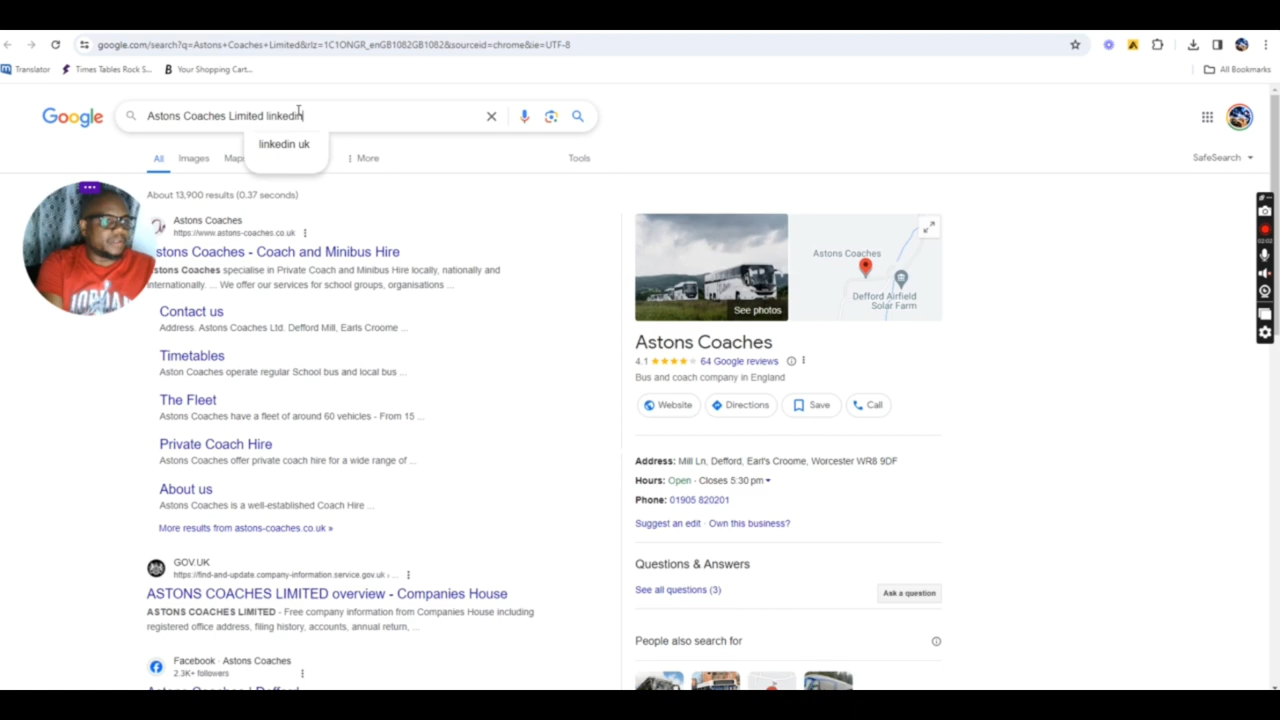 google.com/search?q=Astons+Coaches+Limited&rlz=1C1ONGR_enGB1082GB1082&sourceid=chrome&ie=UTF-8
Translator
Times Tables Rock S...
Your Shopping Cart...
All Bookmarks
Google
Astons Coaches Limited linkedin
linkedin uk
All
Images
Maps
More
Tools
SafeSearch
About 13,900 results (0.37 seconds)
Astons Coaches
https://www.astons-coaches.co.uk
stons Coaches - Coach and Minibus Hire
stons Coaches specialise in Private Coach and Minibus Hire locally, nationally and
internationally. ... We offer our services for school groups, organisations ...
Contact us
Address. Astons Coaches Ltd. Defford Mill, Earls Croome ...
Timetables
Aston Coaches operate regular School bus and local bus ...
The Fleet
Astons Coaches have a fleet of around 60 vehicles - From 15 ...
Private Coach Hire
Astons Coaches offer private coach hire for a wide range of ...
About us
Astons Coaches is a well-established Coach Hire ...
More results from astons-coaches.co.uk »
GOV.UK
https://find-and-update.company-information.service.gov.uk › ...
ASTONS COACHES LIMITED overview - Companies House
ASTONS COACHES LIMITED - Free company information from Companies House including
registered office address, filing history, accounts, annual return, ...
Facebook · Astons Coaches
2.3K+ followers
Astons Coaches | Defford
See photos
Astons Coaches
Defford Airfield
Solar Farm
Astons Coaches
4.1 64 Google reviews
Bus and coach company in England
Website
Directions
Save
Call
Address: Mill Ln, Defford, Earl's Croome, Worcester WR8 9DF
Hours: Open · Closes 5:30 pm
Phone: 01905 820201
Suggest an edit · Own this business?
Questions & Answers
See all questions (3)
Ask a question
People also search for